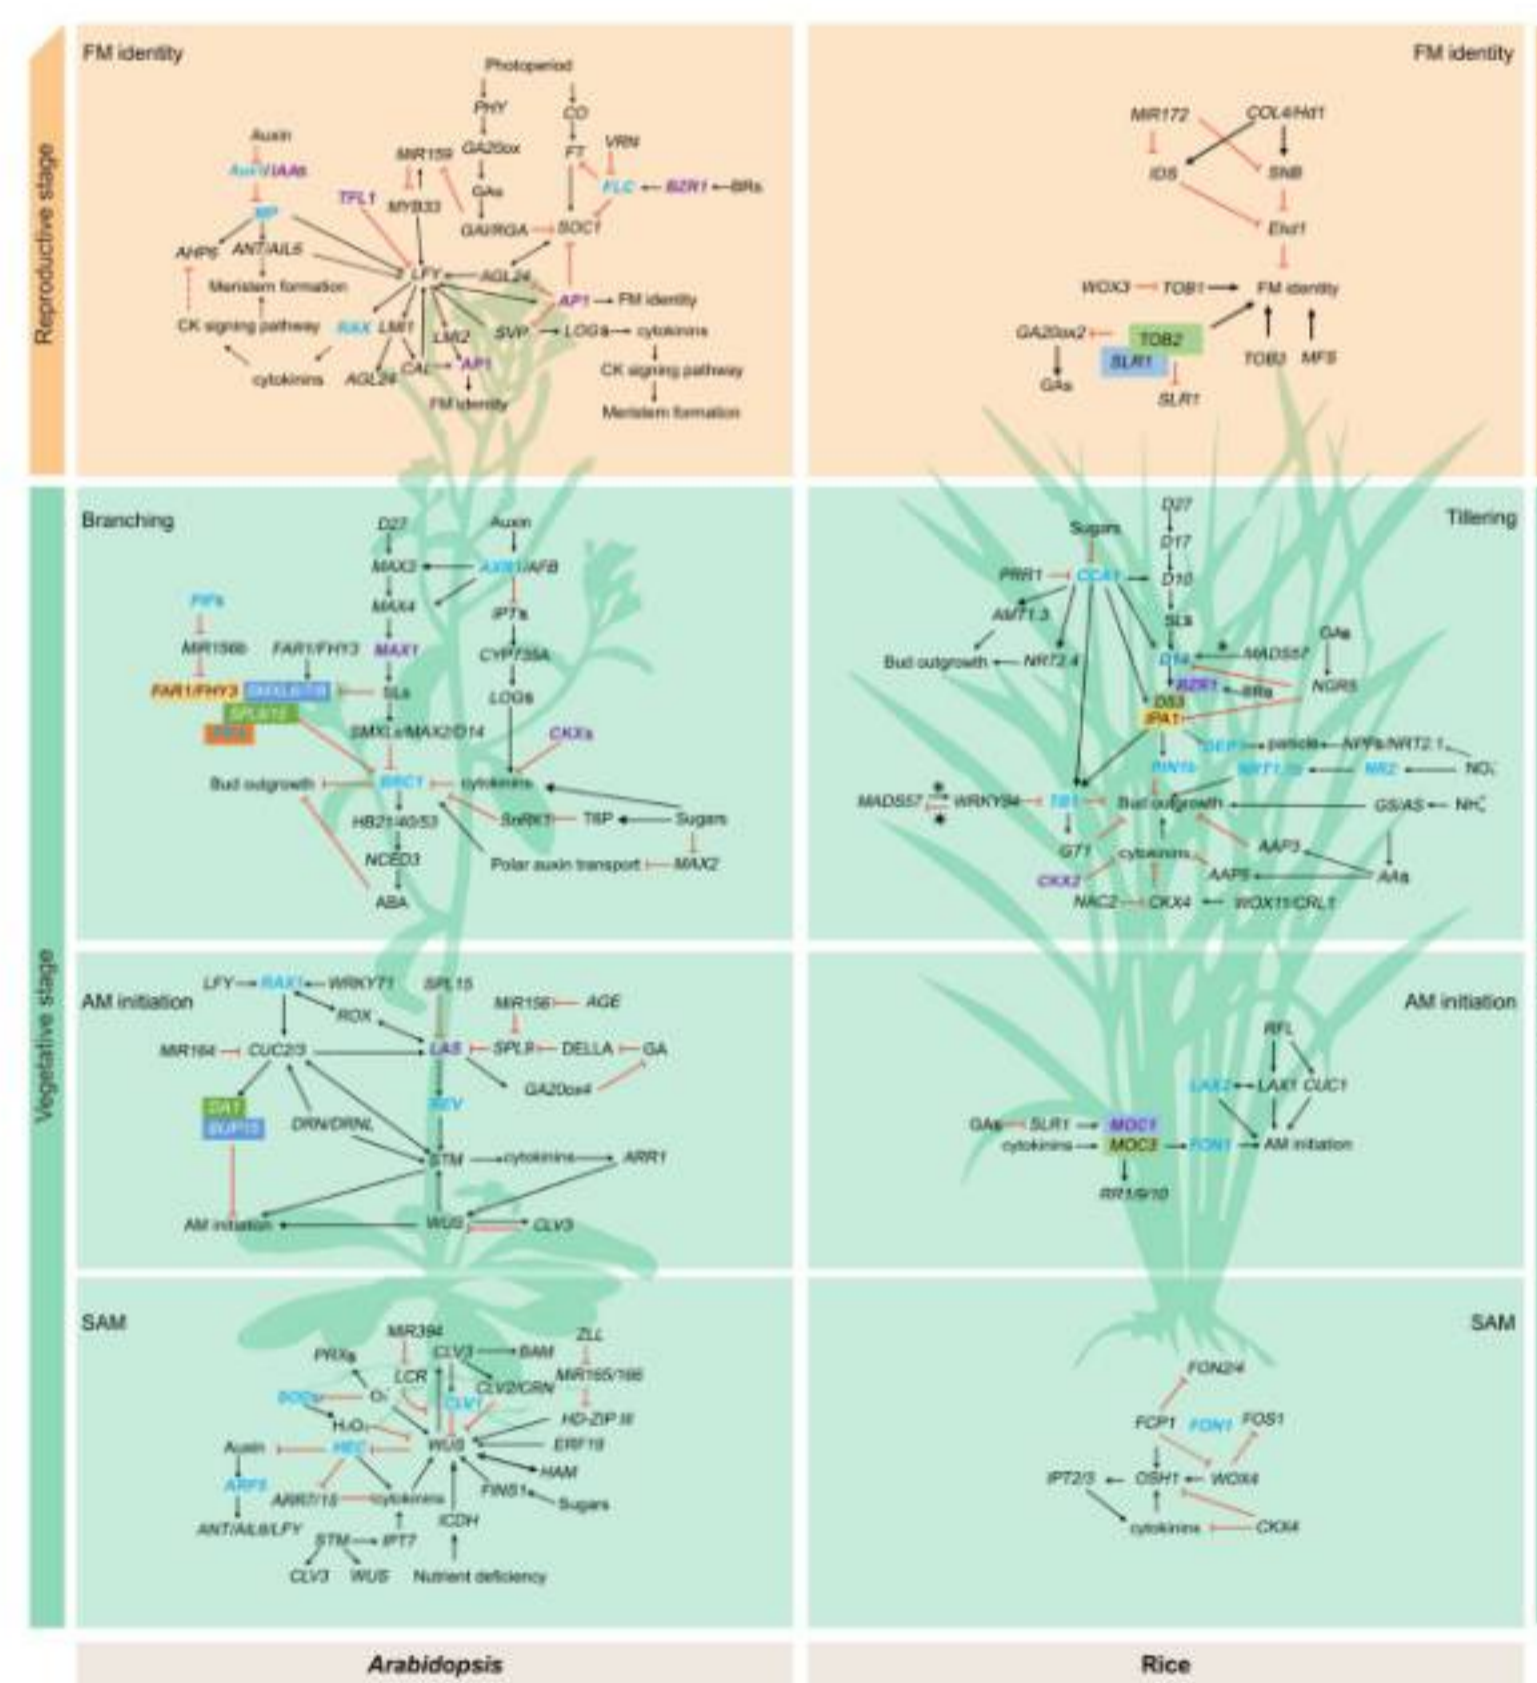 Reproductive stage
FM identity
Photoperiod
PHY
CO
Auxin
MIR159
GA20ox
FT
VRN
Aux/IAAs
TFL1
MYB33
GAs
FLC
BZR1
BRs
MP
GAI/RGA
SOC1
AHP6
ANT/AIL6
LFY
AGL24
Meristem formation
AP1
FM identity
CK signing pathway
RAX
LMI1
LMI2
SVP
LOGs
cytokinins
cytokinins
AGL24
CAL
AP1
CK signing pathway
FM identity
Meristem formation
FM identity
MIR172
COL4/Hd1
IDS
SNB
Ehd1
WOX3
TOB1
FM identity
GA20ox2
TOB2
SLR1
TOB3
MFS
GAs
SLR1
Vegetative stage
Branching
D27
Auxin
MAX3
/AFB
PIFs
MAX4
IPTs
MIR156b
FAR1/FHY3
MAX1
CYP735A
FAR1/FHY3
SLs
LOGs
SMXLs/MAX2/D14
CKXs
Bud outgrowth
BRC1
cytokinins
HB21/40/53
SnRK1
T6P
Sugars
NCED3
Polar auxin transport
MAX2
ABA
Tillering
D27
Sugars
D17
PRR1
CCA1
D10
AMT1.3
SLs
GAs
Bud outgrowth
NRT2.4
D14
MADS57
BZR1
BRs
NGR5
D53
IPA1
panicle
NPFs/NRT2.1
NR2
MADS57
WRKY94
TB1
Bud outgrowth
GS/AS
GT1
cytokinins
AAP3
CKX2
AAP5
AAs
NAC2
CKX4
WOX11/CRL1
AM initiation
LFY
RAX1
WRKY71
SPL15
MIR156
AGE
ROX
MIR164
CUC2/3
LAS
SPL9
DELLA
GA
GA20ox4
DA1
REV
DRN/DRNL
STM
cytokinins
ARR1
AM initiation
WUS
CLV3
AM initiation
RFL
LAX2
LAX1
CUC1
GAs
SLR1
MOC1
cytokinins
MOC3
FON1
AM initiation
RR1/9/10
SAM
MIR394
ZLL
PRXs
CLV3
BAM
LCR
MIR165/166
CLV2/CRN
CLV1
HD-ZIP III
Auxin
HEC
WUS
HAM
ARF5
ARR7/15
cytokinins
FINS1
Sugars
ANT/AIL6/LFY
ICDH
STM
IPT7
CLV3
WUS
Nutrient deficiency
SAM
FON2/4
FCP1
FON1
FOS1
IPT2/3
OSH1
WOX4
cytokinins
CKX4
Arabidopsis
Rice